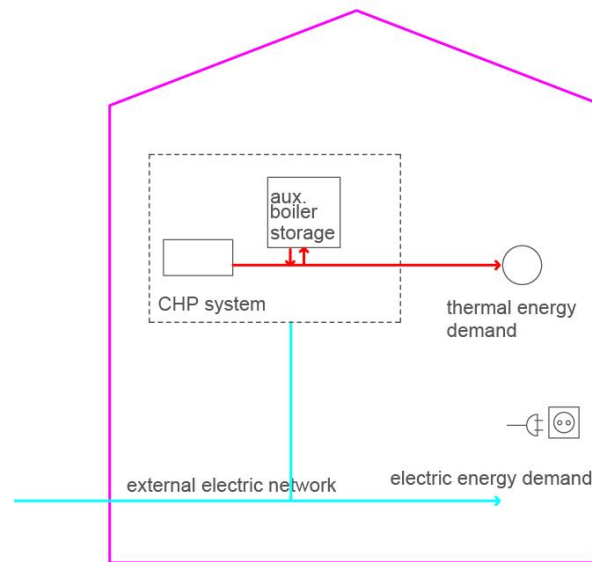 aux.
boiler
storage
CHP system
thermal energy
demand
external electric network
electric energy demand